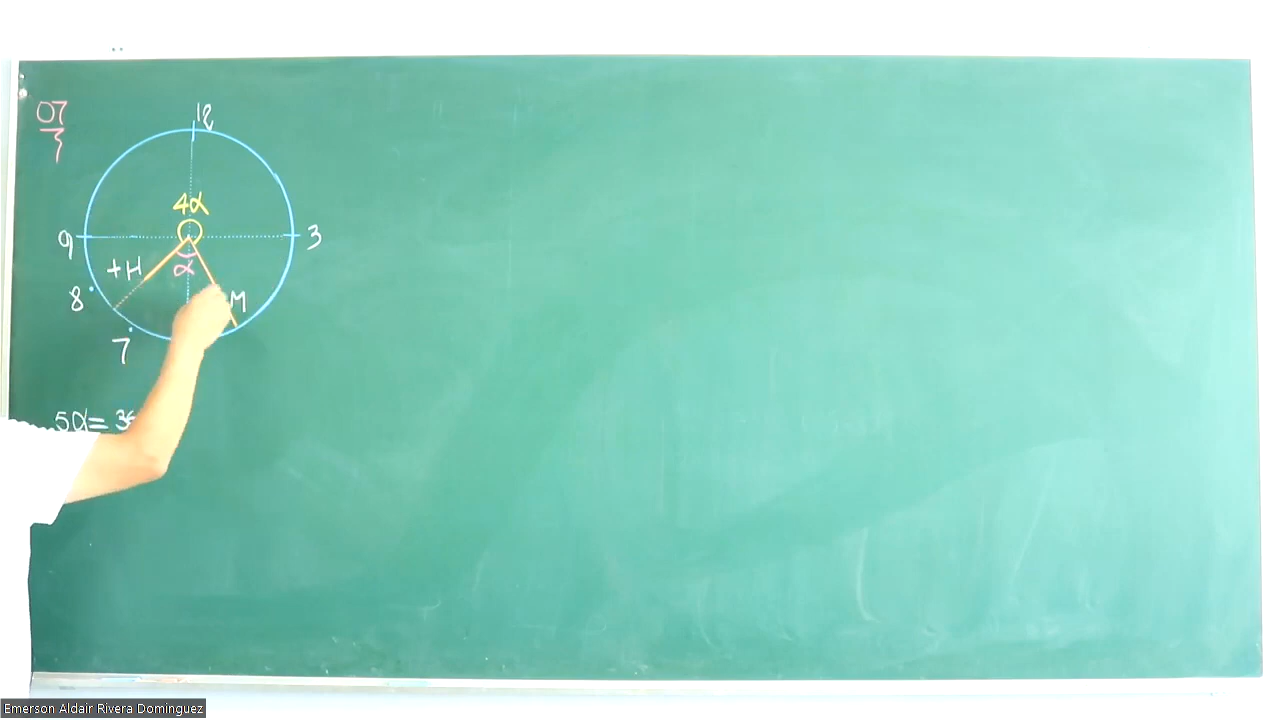 07
12
4α
9
3
+H
α
8
M
7
5α= 3
Emerson Aldair Rivera Dominguez